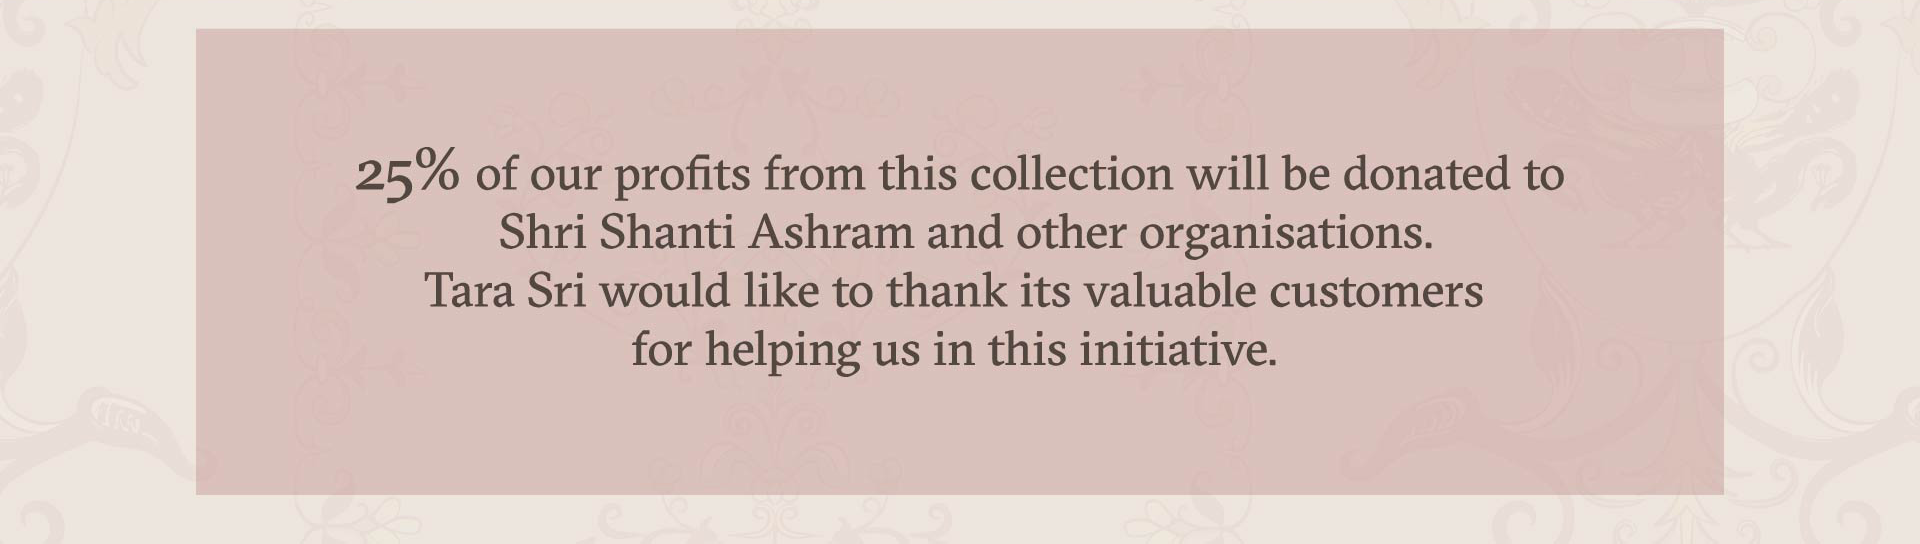 25% of our profits from this collection will be donated to
Shri Shanti Ashram and other organisations.
Tara Sri would like to thank its valuable customers
for helping us in this initiative.